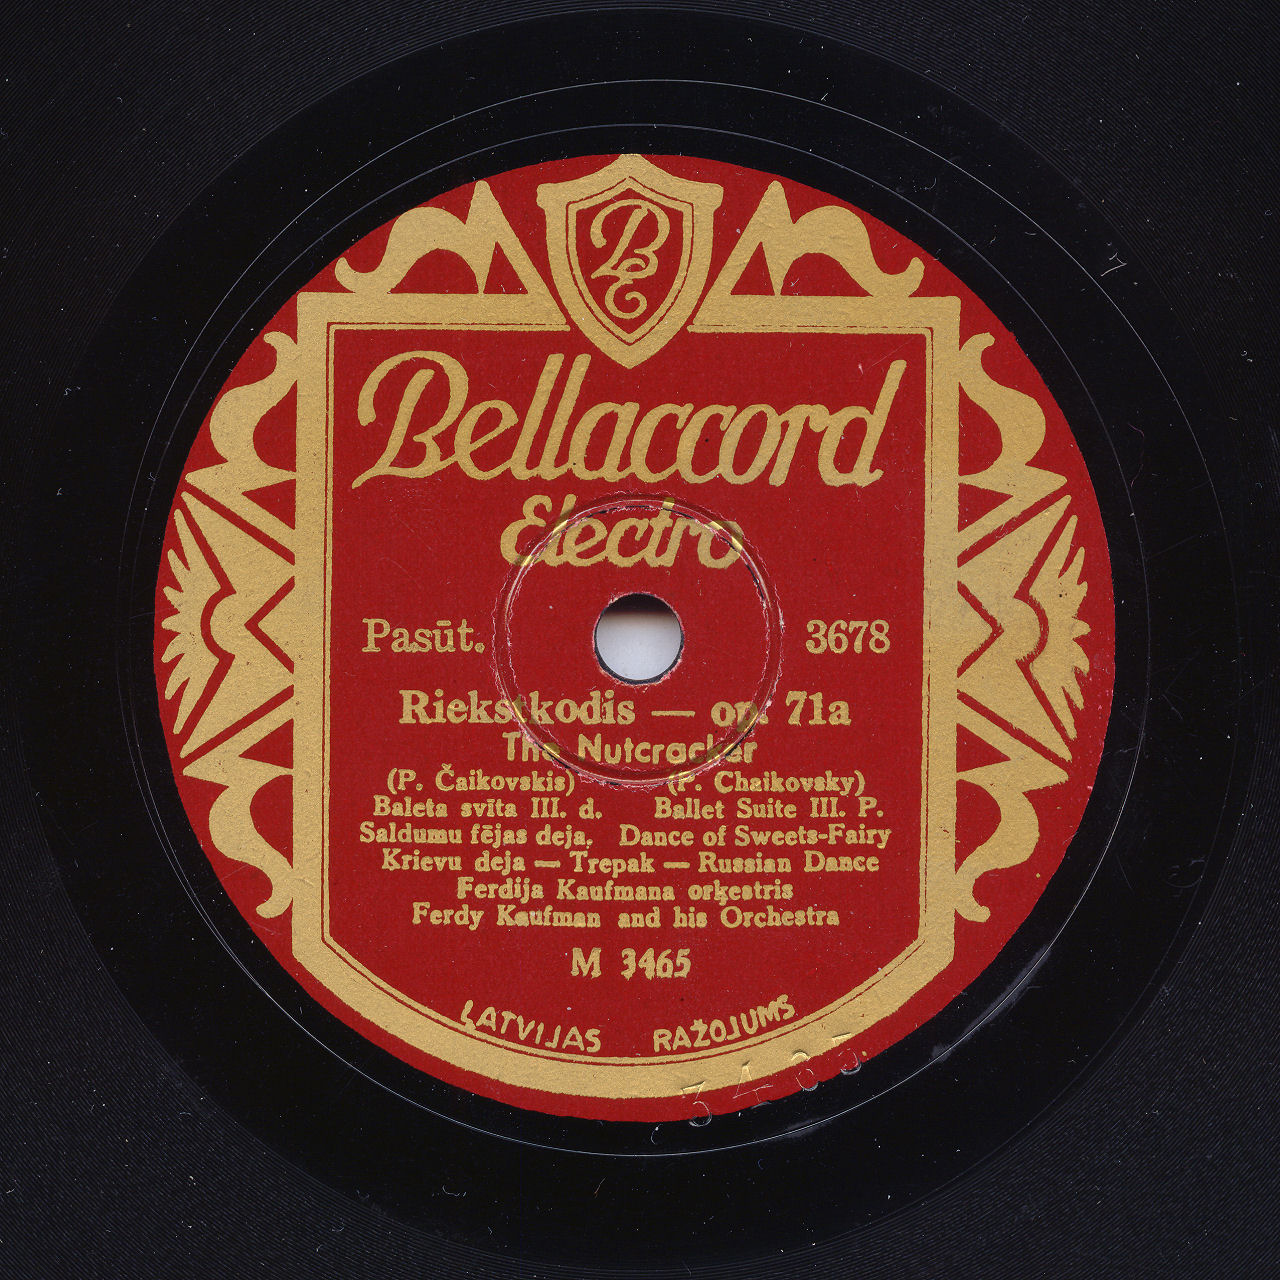 BE
Bellaccord
Electro
Pasūt. 3678
Riekstkodis — op. 71a
The Nutcracker
(P. Čaikovskis) (P. Chaikovsky)
Baleta svīta III. d. Ballet Suite III. P.
Saldumu fējas deja. Dance of Sweets-Fairy
Krievu deja — Trepak — Russian Dance
Ferdija Kaufmana orķestris
Ferdy Kaufman and his Orchestra
M 3465
LATVIJAS RAŽOJUMS
3465